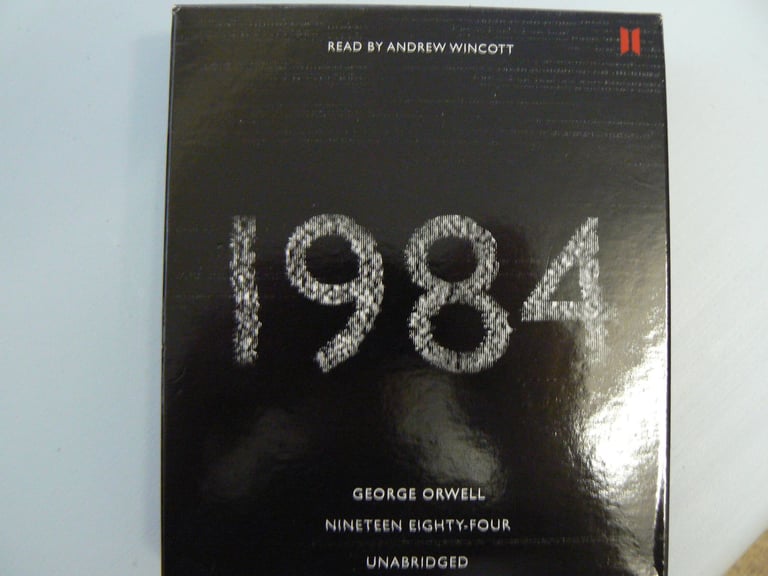 READ BY ANDREW WINCOTT
1984
GEORGE ORWELL
NINETEEN EIGHTY-FOUR
UNABRIDGED